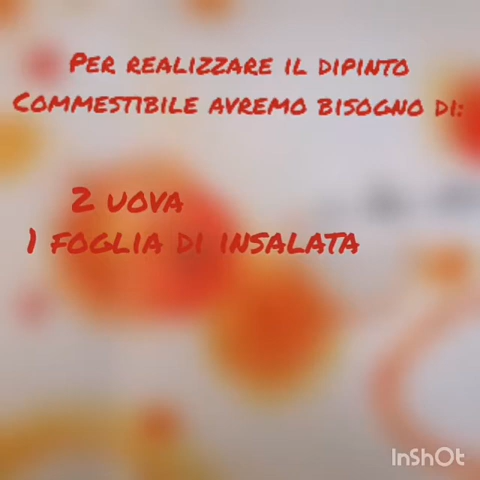 Per realizzare il dipinto
Commestibile avremo bisogno di:
2 uova
1 foglia di insalata
InShOt